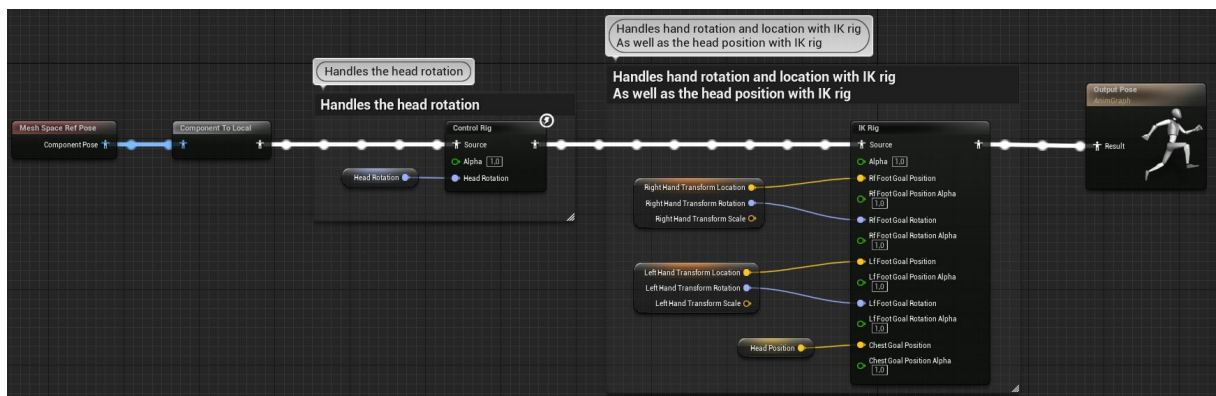 Handles hand rotation and location with IK rig
As well as the head position with IK rig
Handles the head rotation
Handles hand rotation and location with IK rig
As well as the head position with IK rig
Handles the head rotation
Mesh Space Ref Pose
Component Pose
Component To Local
Control Rig
Source
Alpha 1,0
Head Rotation
Head Rotation
IK Rig
Source
Alpha 1,0
Right Hand Transform Location
Right Hand Transform Rotation
Right Hand Transform Scale
Rf Foot Goal Position
Rf Foot Goal Position Alpha
1,0
Rf Foot Goal Rotation
Rf Foot Goal Rotation Alpha
1,0
Left Hand Transform Location
Left Hand Transform Rotation
Left Hand Transform Scale
Lf Foot Goal Position
Lf Foot Goal Position Alpha
1,0
Lf Foot Goal Rotation
Lf Foot Goal Rotation Alpha
1,0
Head Position
Chest Goal Position
Chest Goal Position Alpha
1,0
Output Pose
AnimGraph
Result